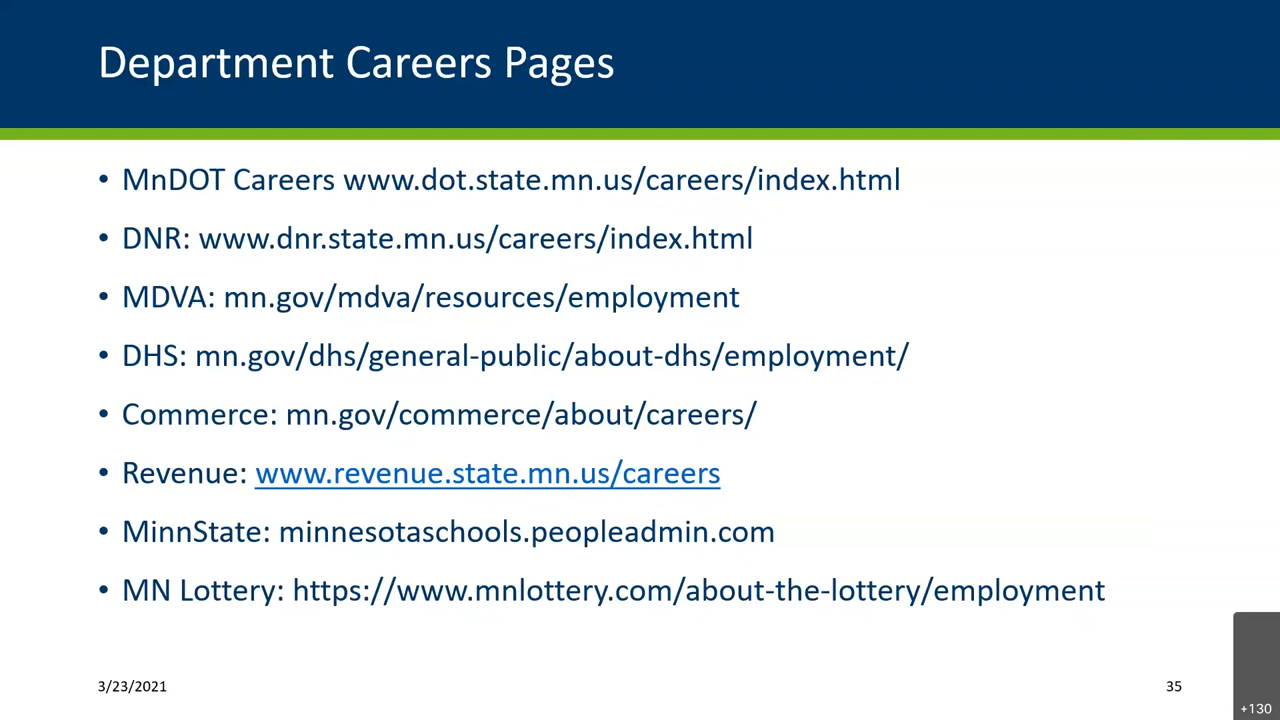 Department Careers Pages
• MnDOT Careers www.dot.state.mn.us/careers/index.html
• DNR: www.dnr.state.mn.us/careers/index.html
• MDVA: mn.gov/mdva/resources/employment
• DHS: mn.gov/dhs/general-public/about-dhs/employment/
• Commerce: mn.gov/commerce/about/careers/
• Revenue: www.revenue.state.mn.us/careers
• MinnState: minnesotaschools.peopleadmin.com
• MN Lottery: https://www.mnlottery.com/about-the-lottery/employment
3/23/2021
35
+130